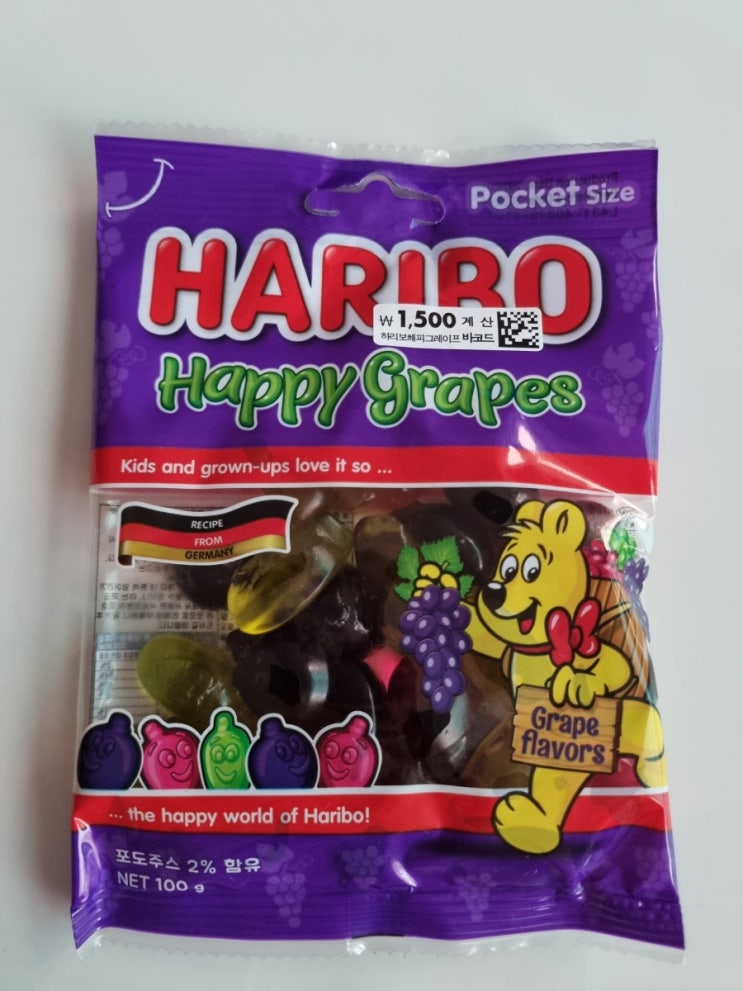 Pocket Size
HARIBO
₩1,500 계산
하리보해피그레이프 바코드
Happy Grapes
Kids and grown-ups love it so ...
RECIPE
FROM
GERMANY
Grape
flavors
... the happy world of Haribo!
포도주스 2% 함유
NET 100 g